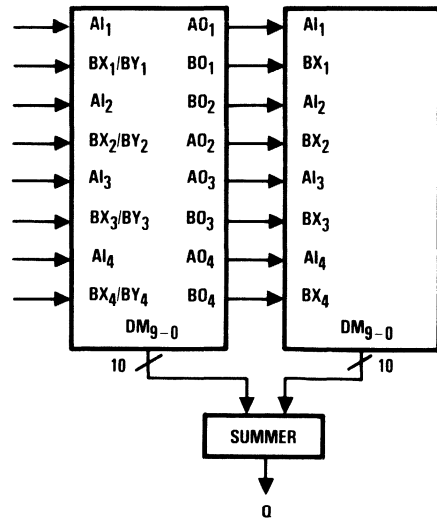 AI1 AO1 AI1
BX1/BY1 BO1 BX1
AI2 BO2 AI2
BX2/BY2 AO2 BX2
AI3 AO3 AI3
BX3/BY3 BO3 BX3
AI4 AO4 AI4
BX4/BY4 BO4 BX4
DM9-0 DM9-0
10 10
SUMMER
Q